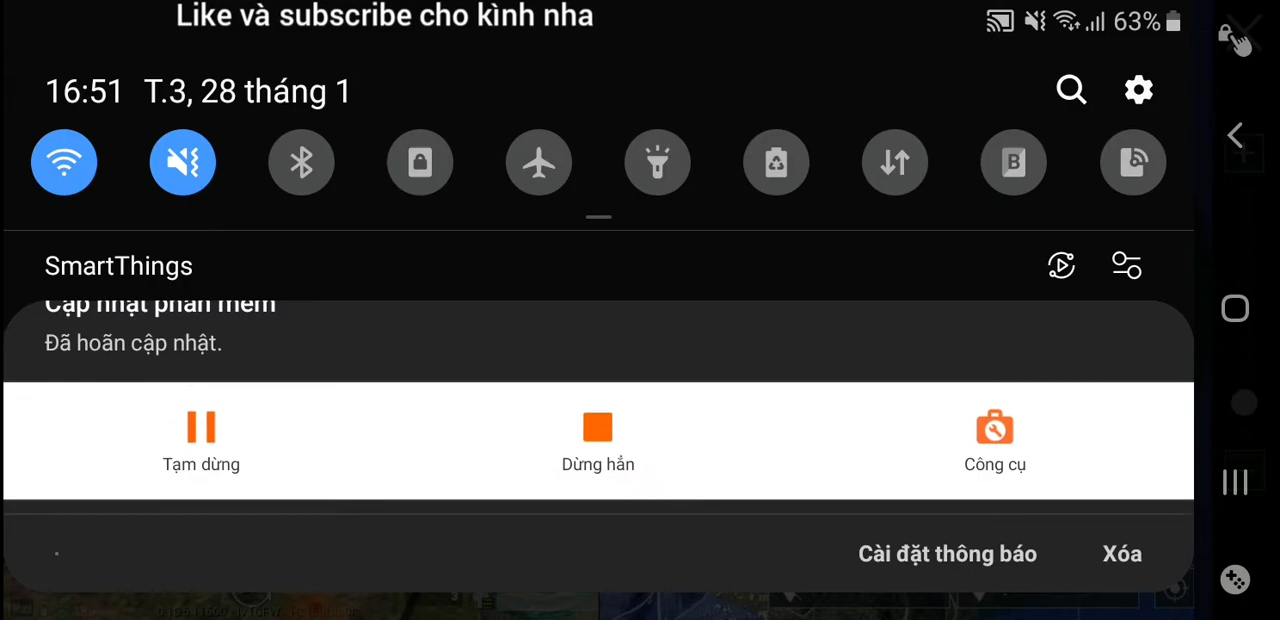 Like và subscribe cho kình nha
63%
16:51 T.3, 28 tháng 1
SmartThings
Cập nhật phần mềm
Đã hoãn cập nhật.
Tạm dừng
Dừng hẳn
Công cụ
Cài đặt thông báo
Xóa